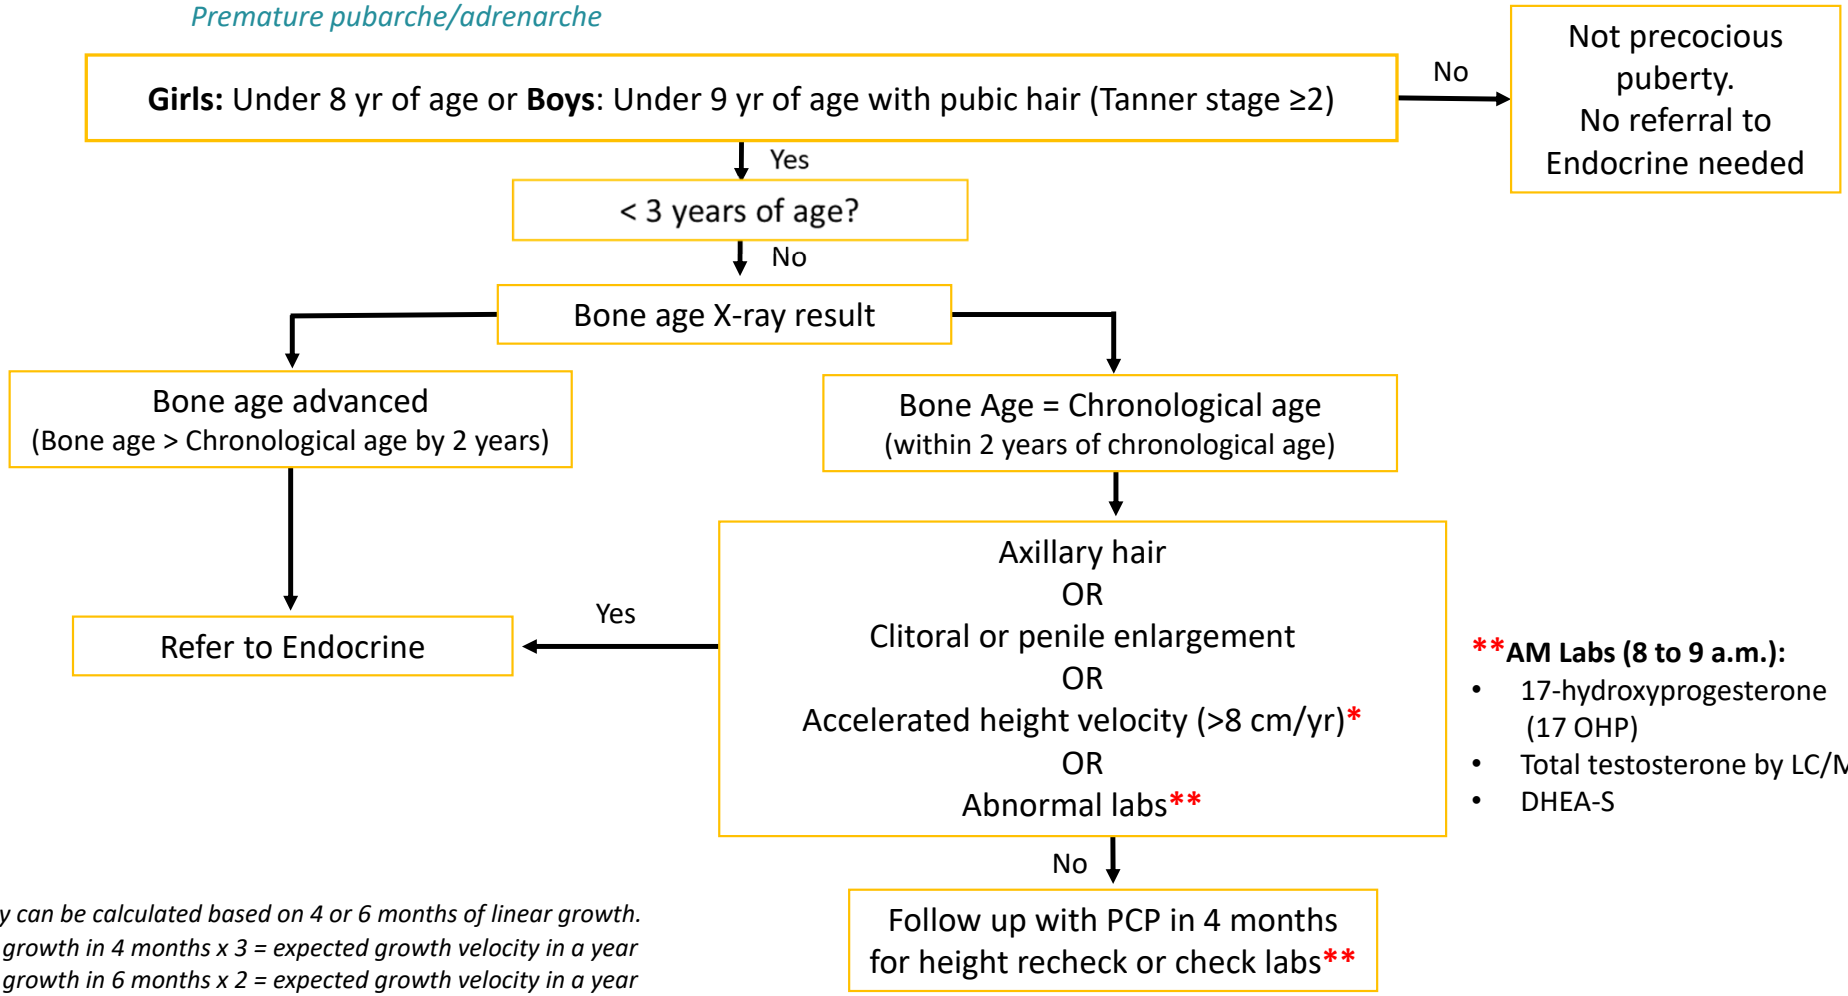 Premature pubarche/adrenarche
Girls: Under 8 yr of age or Boys: Under 9 yr of age with pubic hair (Tanner stage ≥2)
No
Not precocious
puberty.
No referral to
Endocrine needed
Yes
< 3 years of age?
No
Bone age X-ray result
Bone age advanced
(Bone age > Chronological age by 2 years)
Bone Age = Chronological age
(within 2 years of chronological age)
Axillary hair
OR
Clitoral or penile enlargement
OR
Accelerated height velocity (>8 cm/yr)*
OR
Abnormal labs**
Yes
Refer to Endocrine
**AM Labs (8 to 9 a.m.):
• 17-hydroxyprogesterone
(17 OHP)
• Total testosterone by LC/M
• DHEA-S
No
Follow up with PCP in 4 months
for height recheck or check labs**
y can be calculated based on 4 or 6 months of linear growth.
growth in 4 months x 3 = expected growth velocity in a year
growth in 6 months x 2 = expected growth velocity in a year